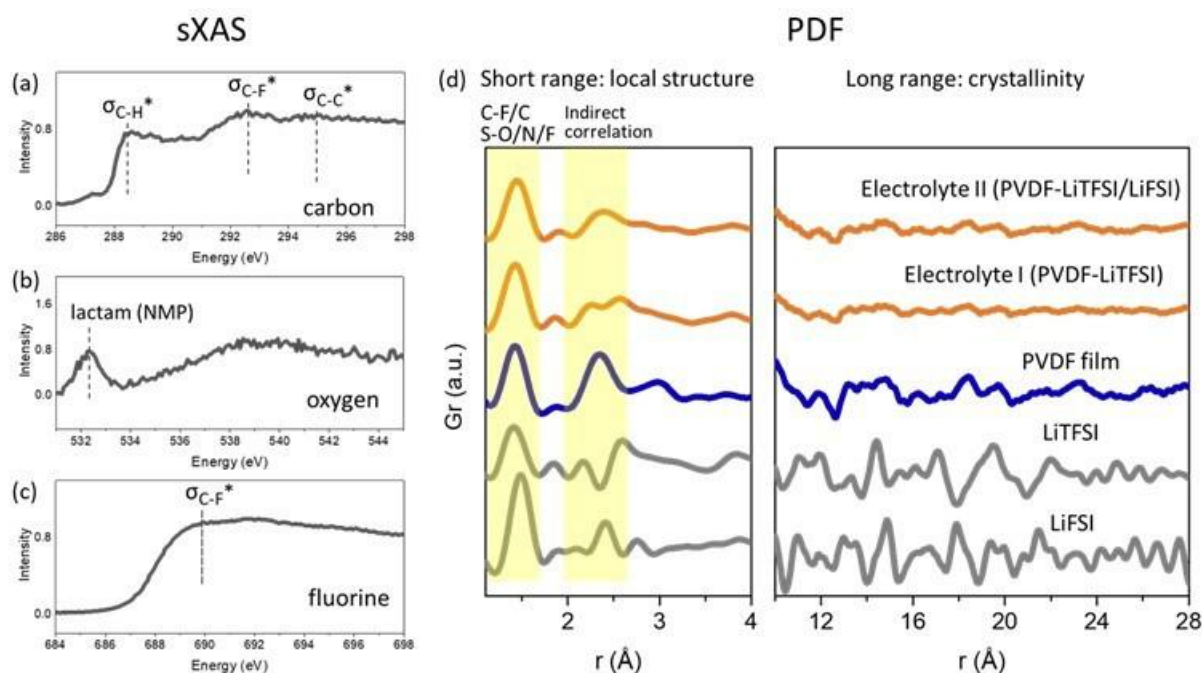 sXAS
PDF
(a)
σC-H*
σC-F*
σC-C*
Intensity
0.8
0.0
carbon
286 288 290 292 294 296 298
Energy (eV)
(b)
lactam (NMP)
Intensity
1.6
0.8
0.0
oxygen
532 534 536 538 540 542 544
Energy (eV)
(c)
σC-F*
Intensity
0.8
0.0
fluorine
684 686 688 690 692 694 696 698
Energy (eV)
(d) Short range: local structure
Long range: crystallinity
C-F/C
S-O/N/F
Indirect
correlation
Gr (a.u.)
2 3 4
r (Å)
Electrolyte II (PVDF-LiTFSI/LiFSI)
Electrolyte I (PVDF-LiTFSI)
PVDF film
LiTFSI
LiFSI
12 16 20 24 28
r (Å)